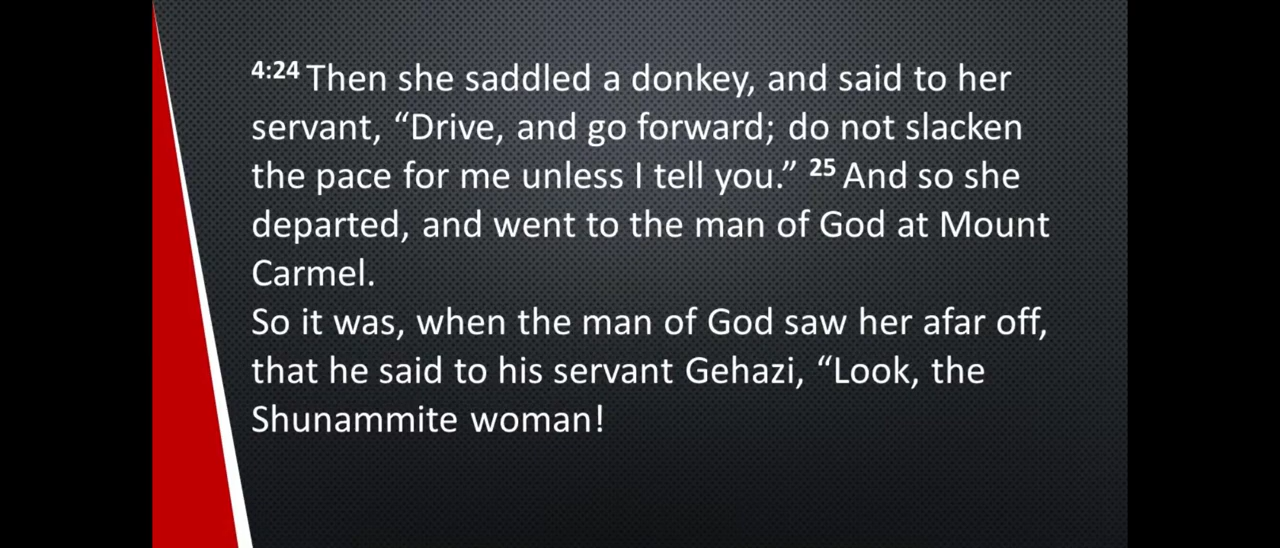 4:24 Then she saddled a donkey, and said to her
servant, “Drive, and go forward; do not slacken
the pace for me unless I tell you.” 25 And so she
departed, and went to the man of God at Mount
Carmel.
So it was, when the man of God saw her afar off,
that he said to his servant Gehazi, “Look, the
Shunammite woman!